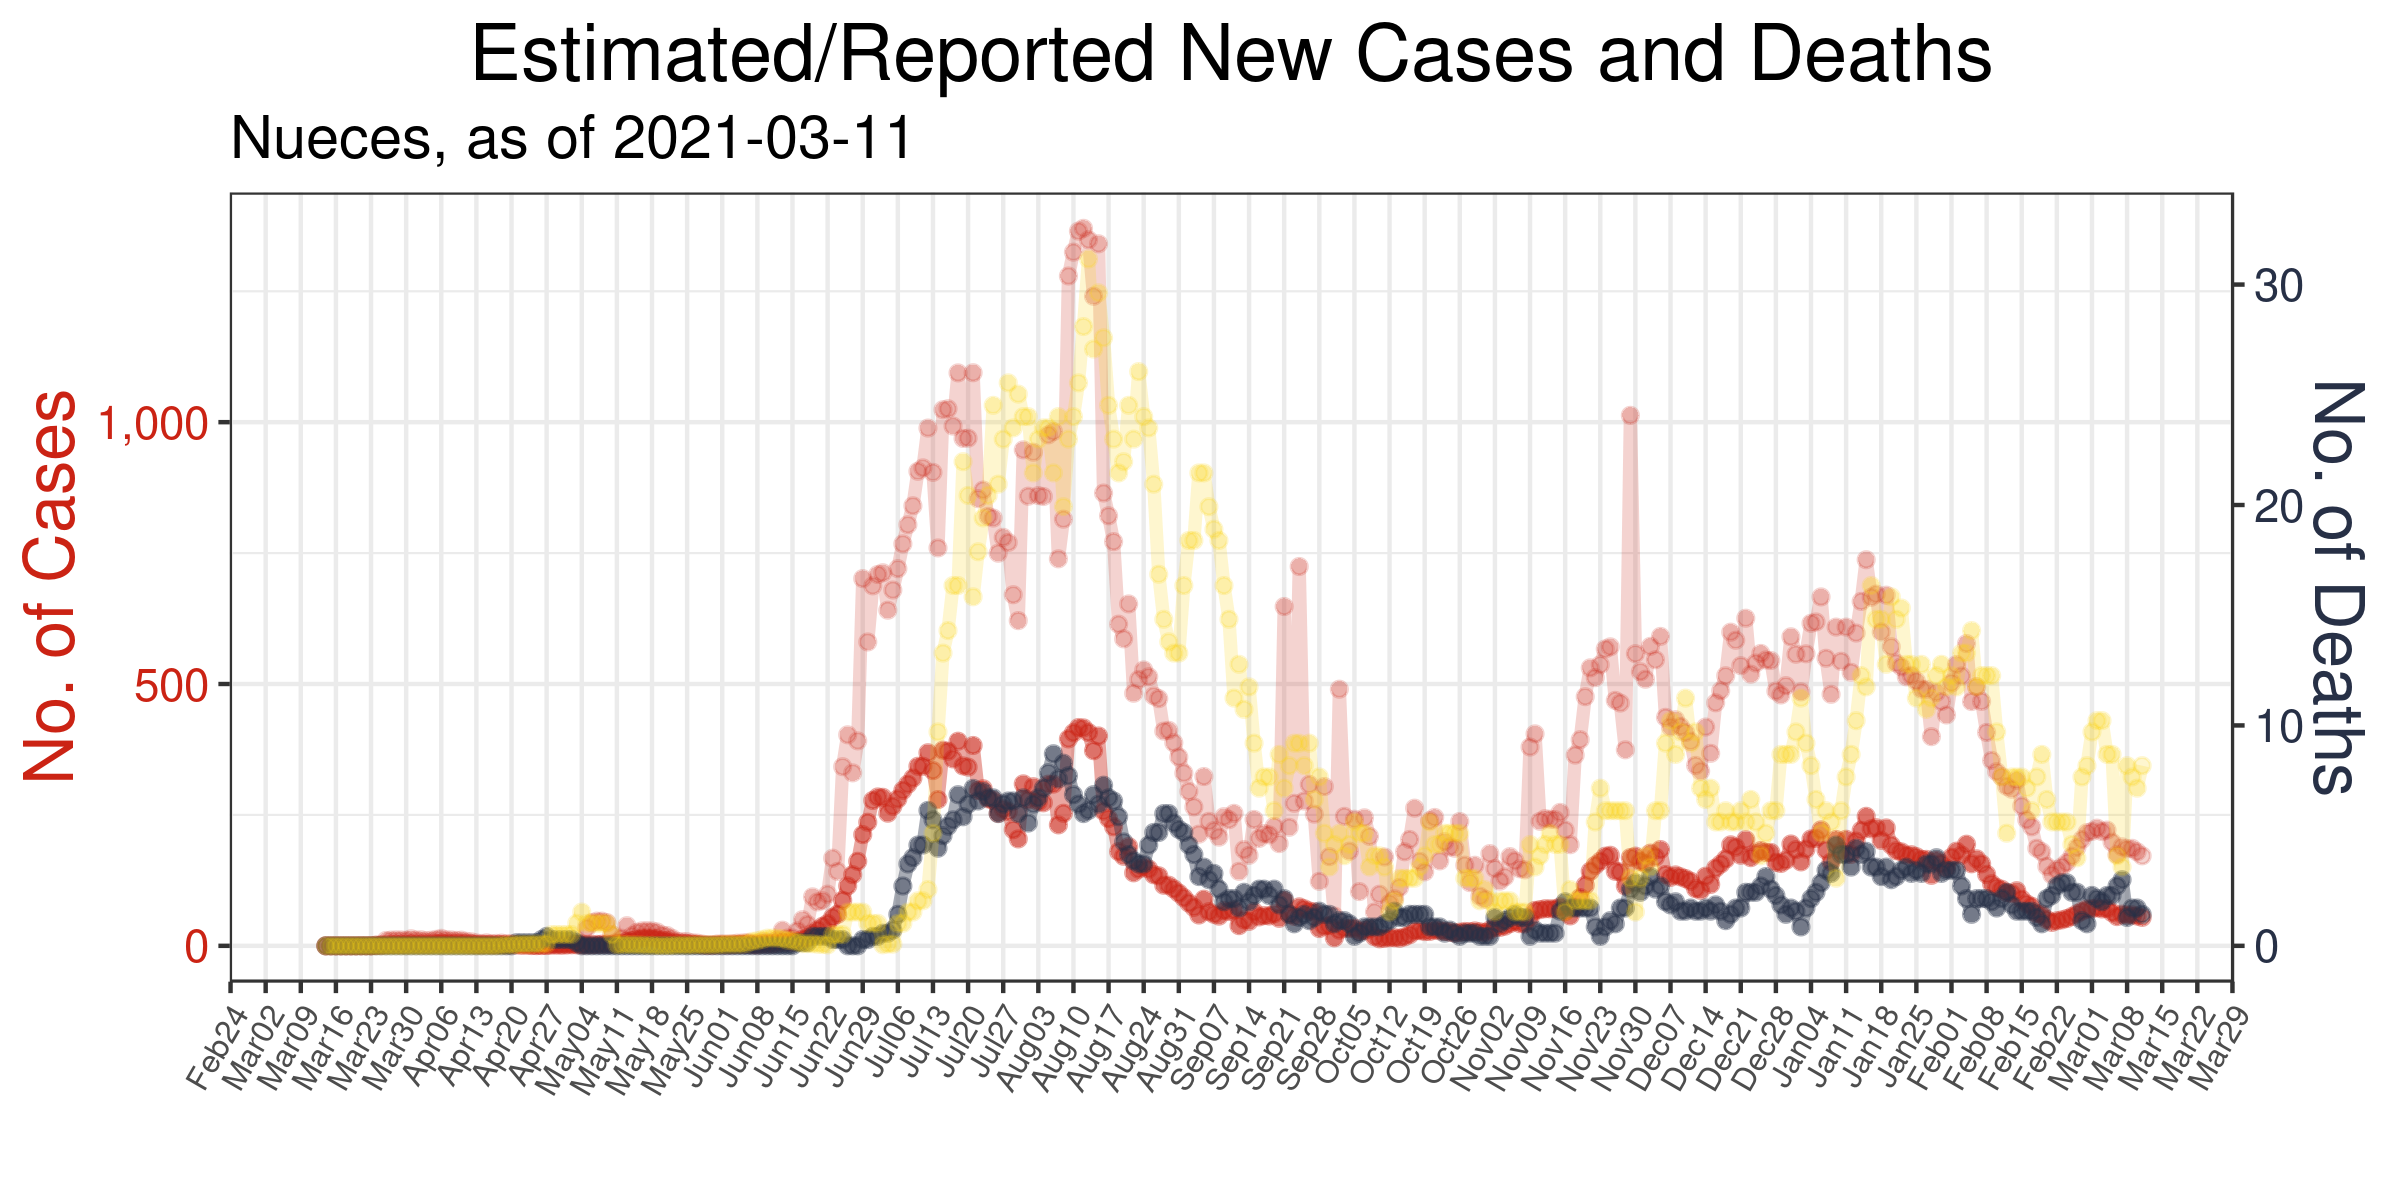 Estimated/Reported New Cases and Deaths
Nueces, as of 2021-03-11
No. of Cases
1,000
500
0
30
20
10
0
No. of Deaths
Feb24
Mar02
Mar09
Mar16
Mar23
Mar30
Apr06
Apr13
Apr20
Apr27
May04
May11
May18
May25
Jun01
Jun08
Jun15
Jun22
Jun29
Jul06
Jul13
Jul20
Jul27
Aug03
Aug10
Aug17
Aug24
Aug31
Sep07
Sep14
Sep21
Sep28
Oct05
Oct12
Oct19
Oct26
Nov02
Nov09
Nov16
Nov23
Nov30
Dec07
Dec14
Dec21
Dec28
Dec04
Jan11
Jan18
Jan18
Jan25
Feb01
Feb08
Feb15
Feb22
Mar01
Mar08
Mar15
Mar22
Mar29